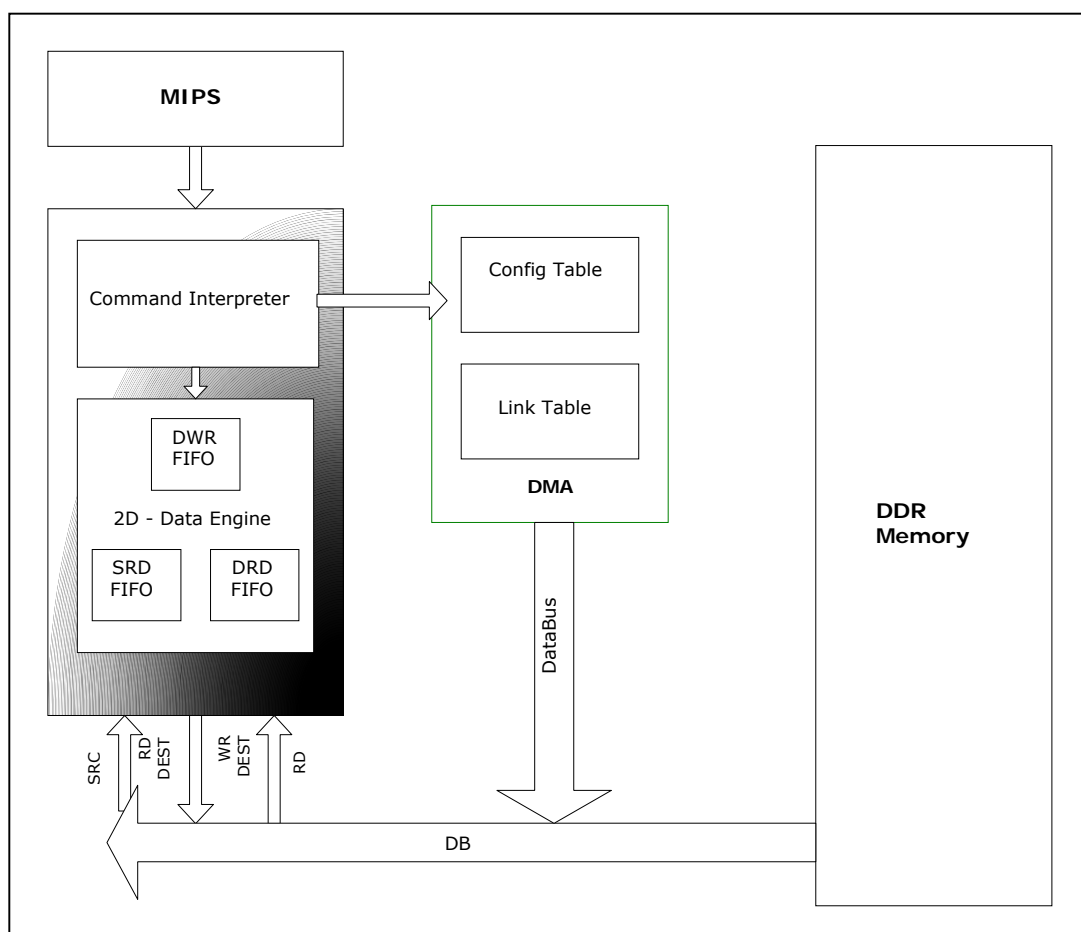 MIPS
Command Interpreter
Config Table
Link Table
DMA
DWR
FIFO
2D - Data Engine
SRD
FIFO
DRD
FIFO
DDR
Memory
DataBus
SRC
RD
DEST
WR
DEST
RD
DB